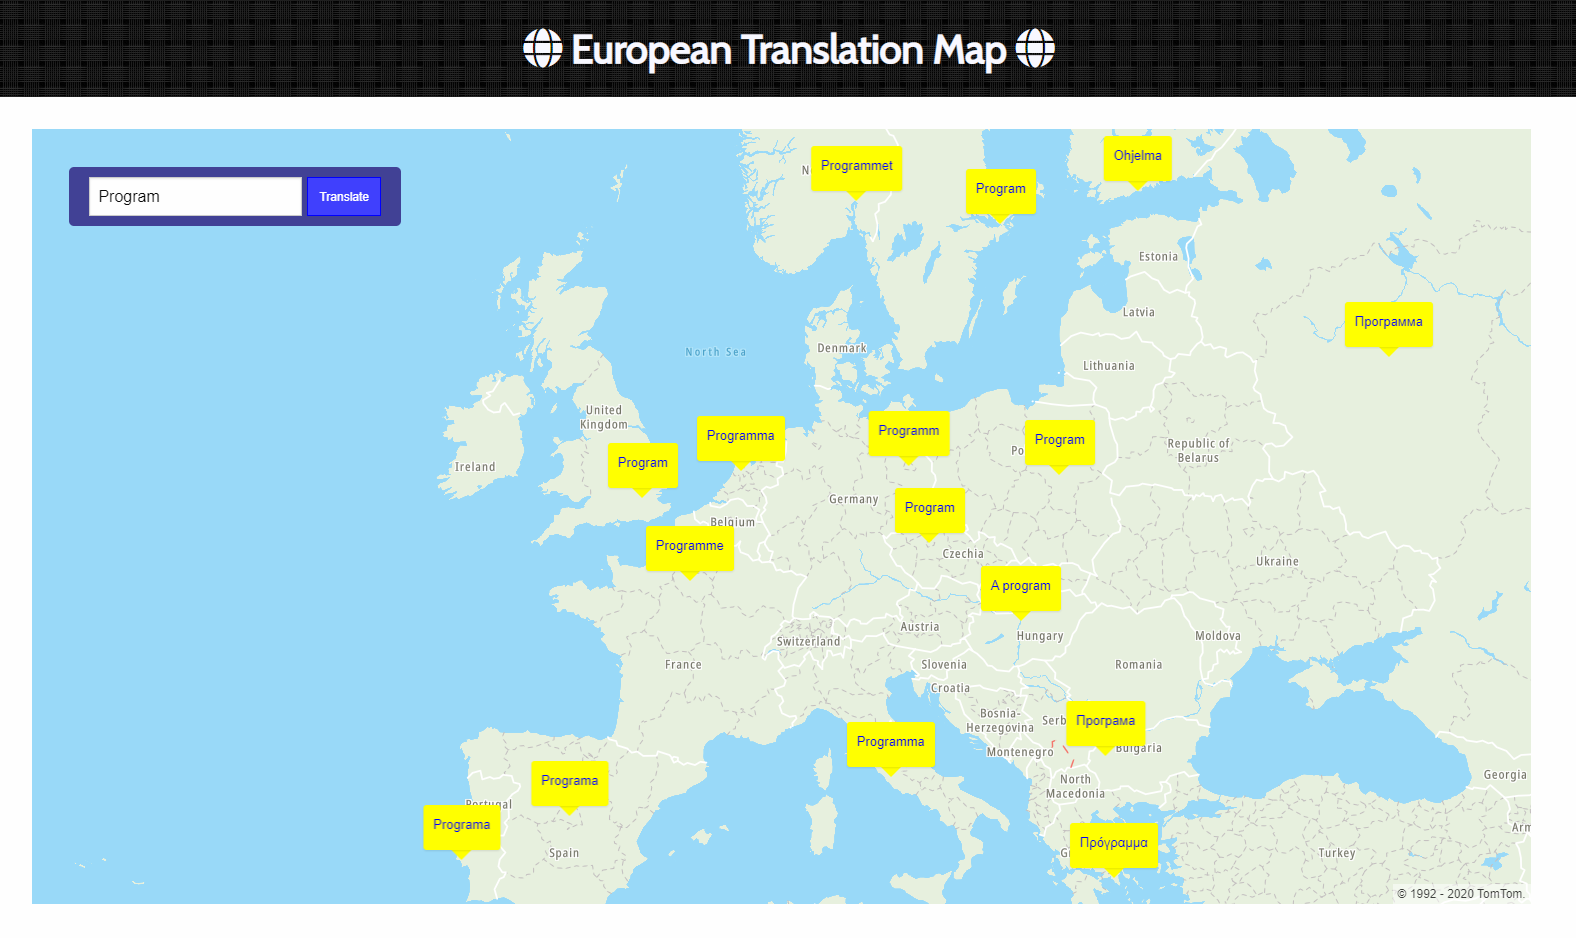 European Translation Map
Program
Translate
Programmet
Ohjelma
Program
Estonia
Программа
Latvia
North Sea
Denmark
Lithuania
United
Kingdom
Programma
Programm
Program
Republic of
Belarus
Ireland
Program
Germany
Program
Belgium
Programme
Czechia
Ukraine
A program
Austria
Switzerland
Hungary
Moldova
France
Slovenia
Romania
Croatia
Bosnia-
Herzegovina
Serb
Програма
Programma
Montenegro
Bulgaria
Programa
North
Macedonia
Georgia
Portugal
Programa
Arm
Πρόγραμμα
Spain
G
Turkey
© 1992 - 2020 TomTom.